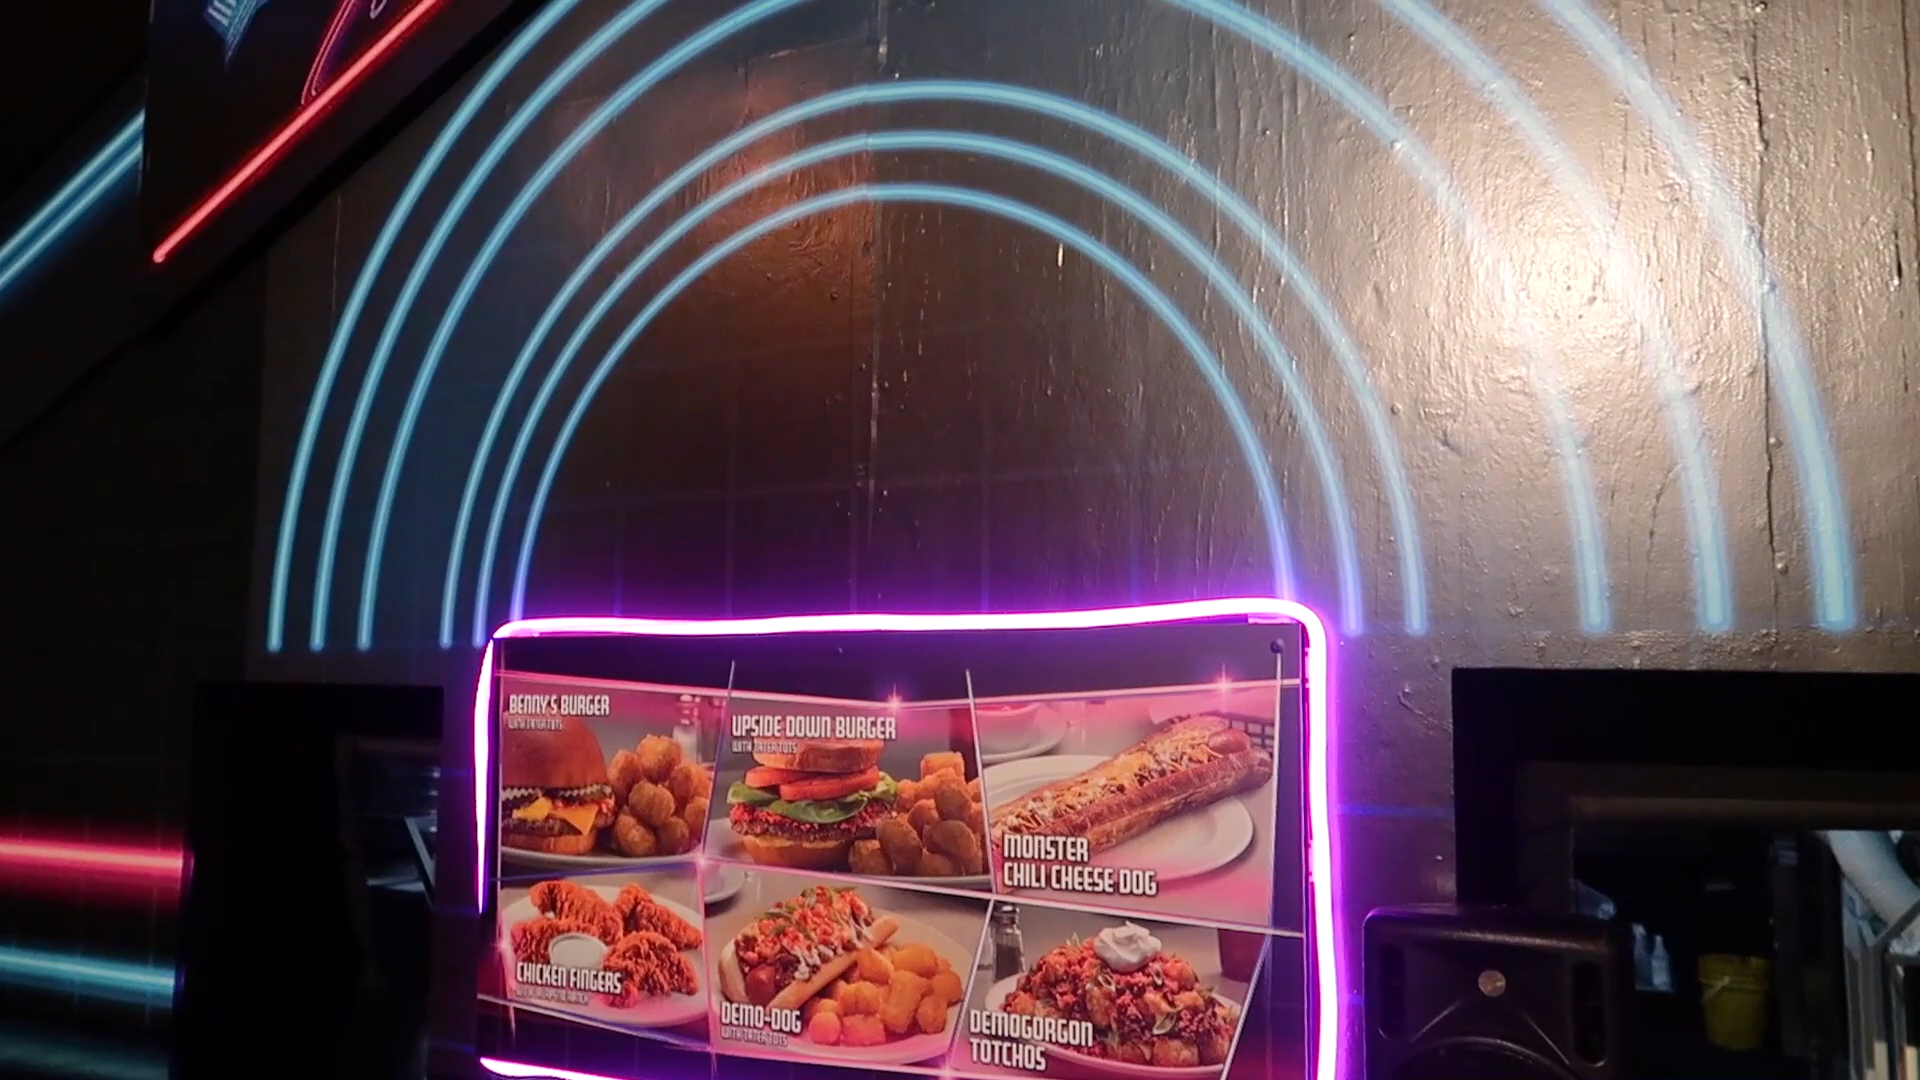 BENNY'S BURGER
WITH TATER TOTS
UPSIDE DOWN BURGER
WITH TATER TOTS
MONSTER
CHILI CHEESE DOG
CHICKEN FINGERS
DEMO-DOG
WITH TATER TOTS
DEMOGORGON
TOTCHOS